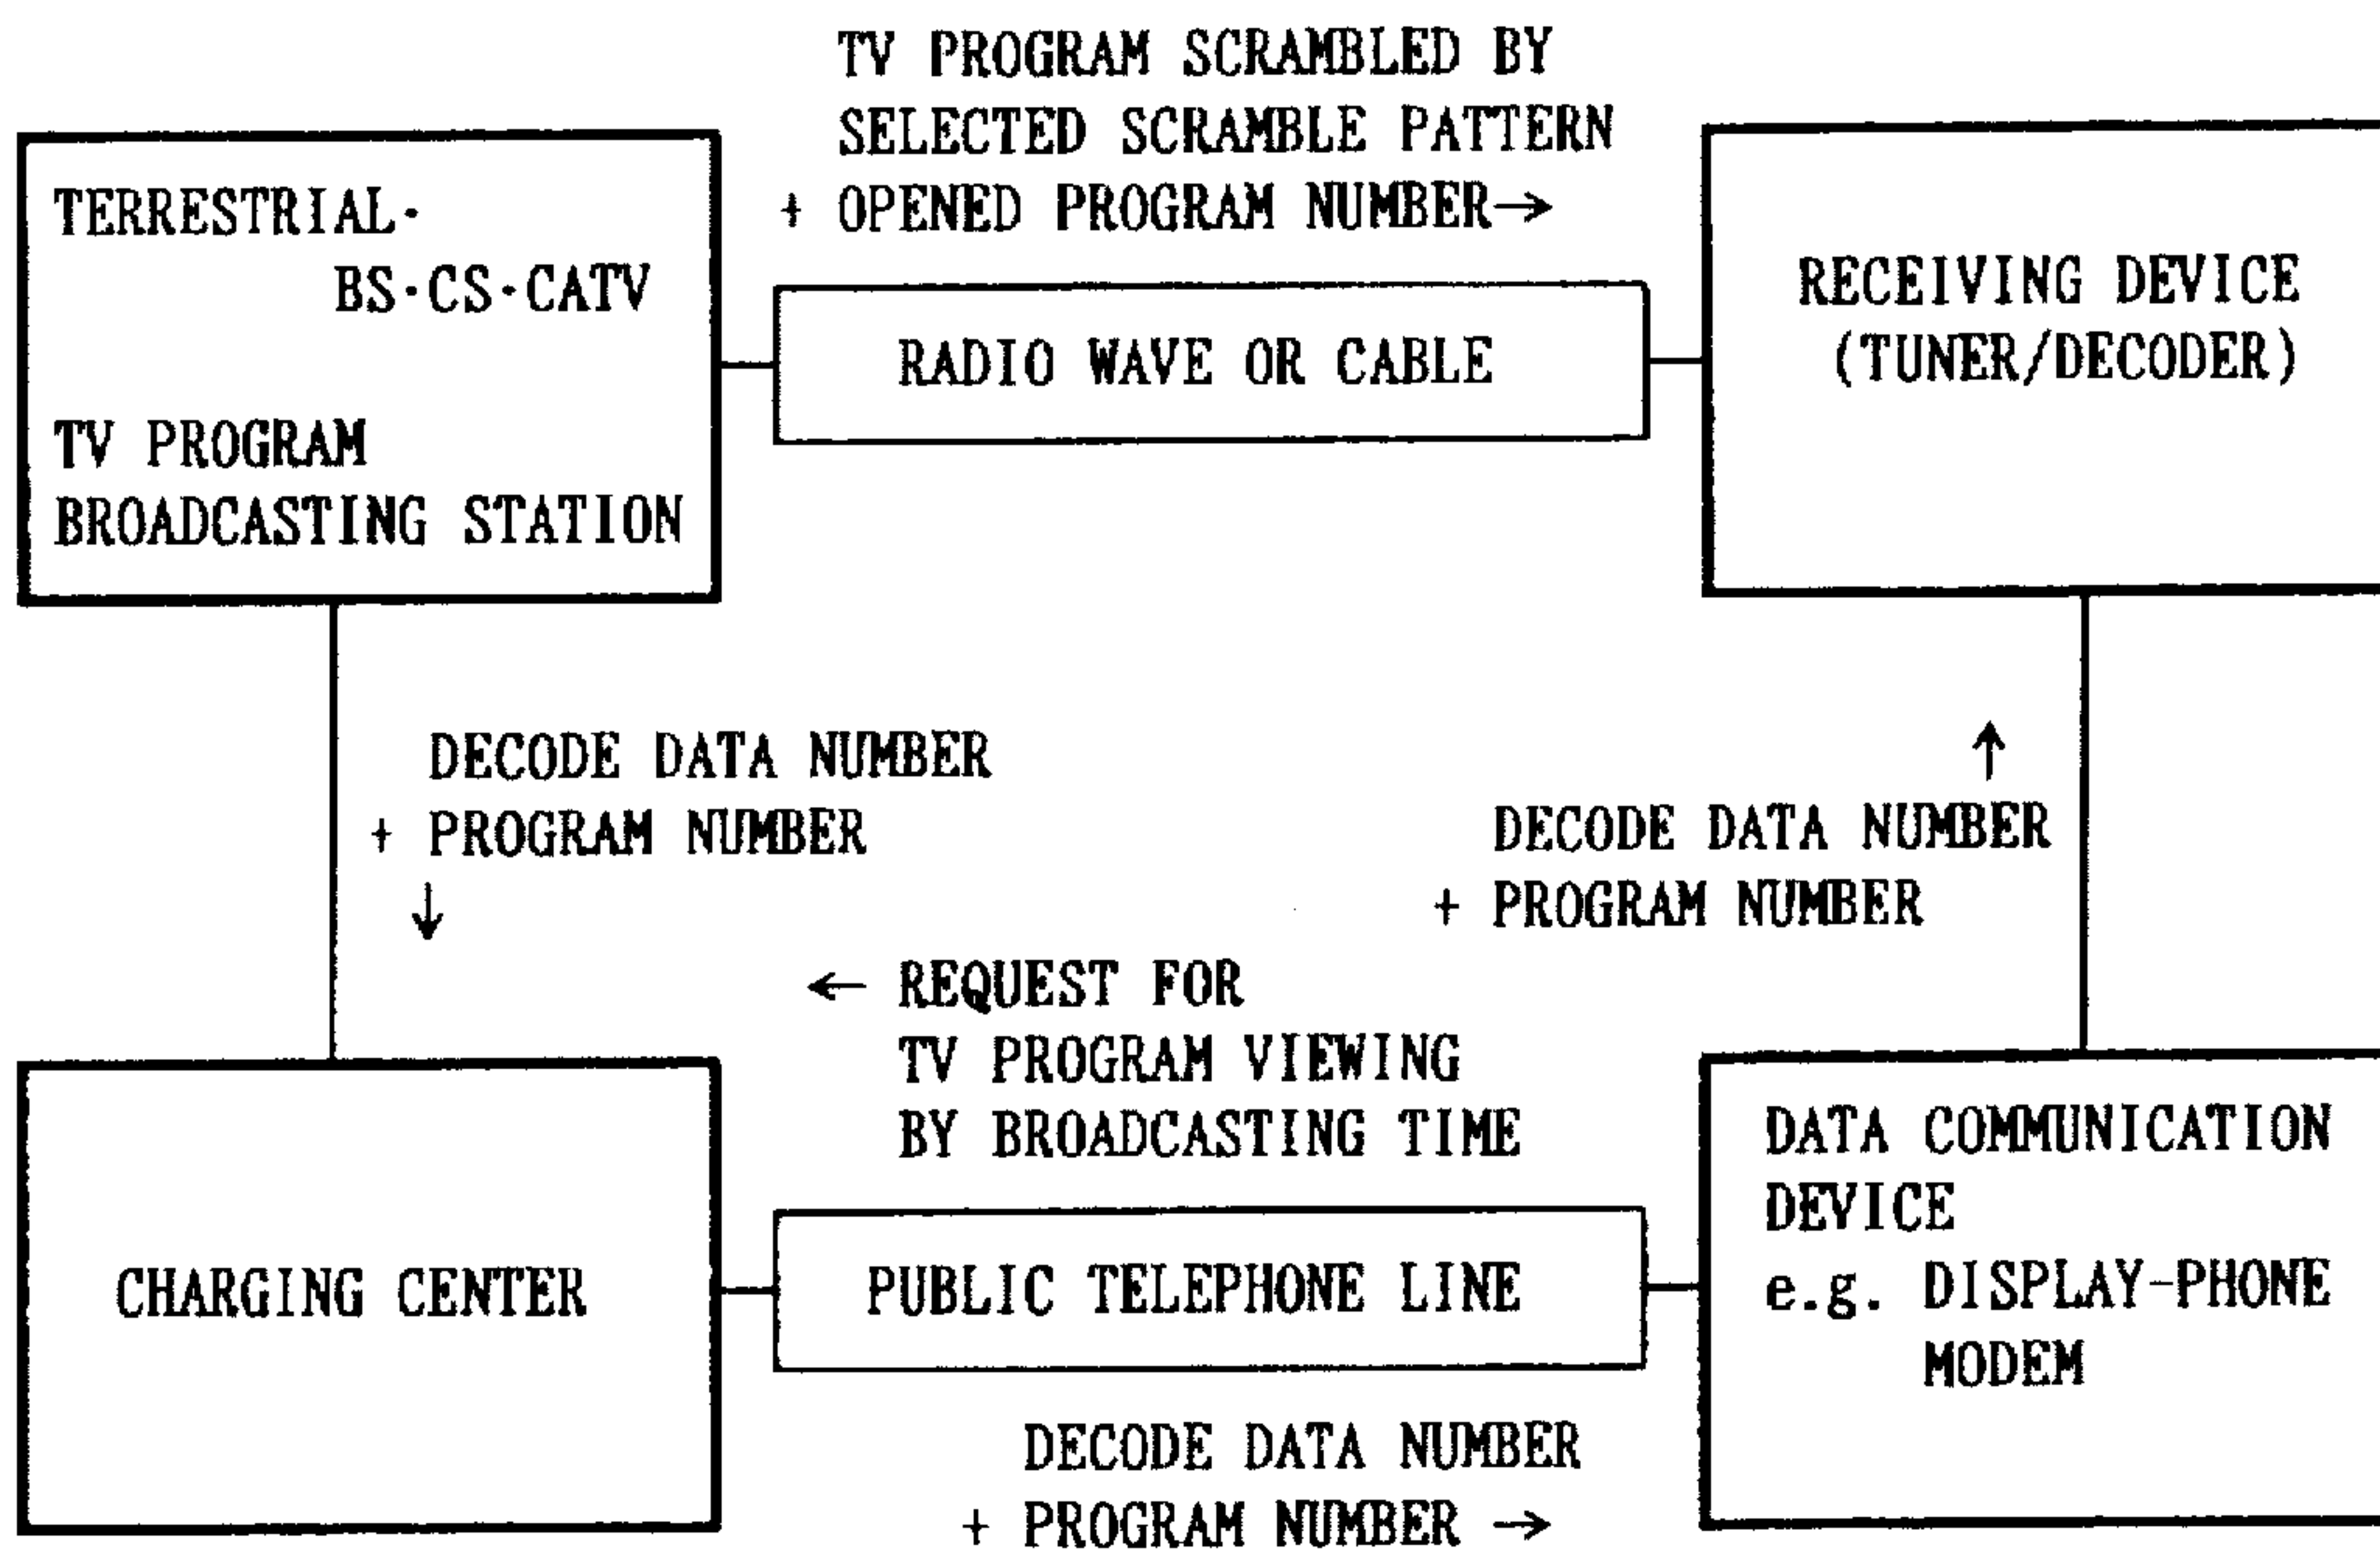 TV PROGRAM SCRAMBLED BY
SELECTED SCRAMBLE PATTERN
+ OPENED PROGRAM NUMBER→
TERRESTRIAL·
BS·CS·CATV
TV PROGRAM
BROADCASTING STATION
RADIO WAVE OR CABLE
RECEIVING DEVICE
(TUNER/DECODER)
DECODE DATA NUMBER
+ PROGRAM NUMBER
↓
↑
DECODE DATA NUMBER
+ PROGRAM NUMBER
← REQUEST FOR
TV PROGRAM VIEWING
BY BROADCASTING TIME
CHARGING CENTER
PUBLIC TELEPHONE LINE
DATA COMMUNICATION
DEVICE
e.g. DISPLAY-PHONE
MODEM
DECODE DATA NUMBER
+ PROGRAM NUMBER →